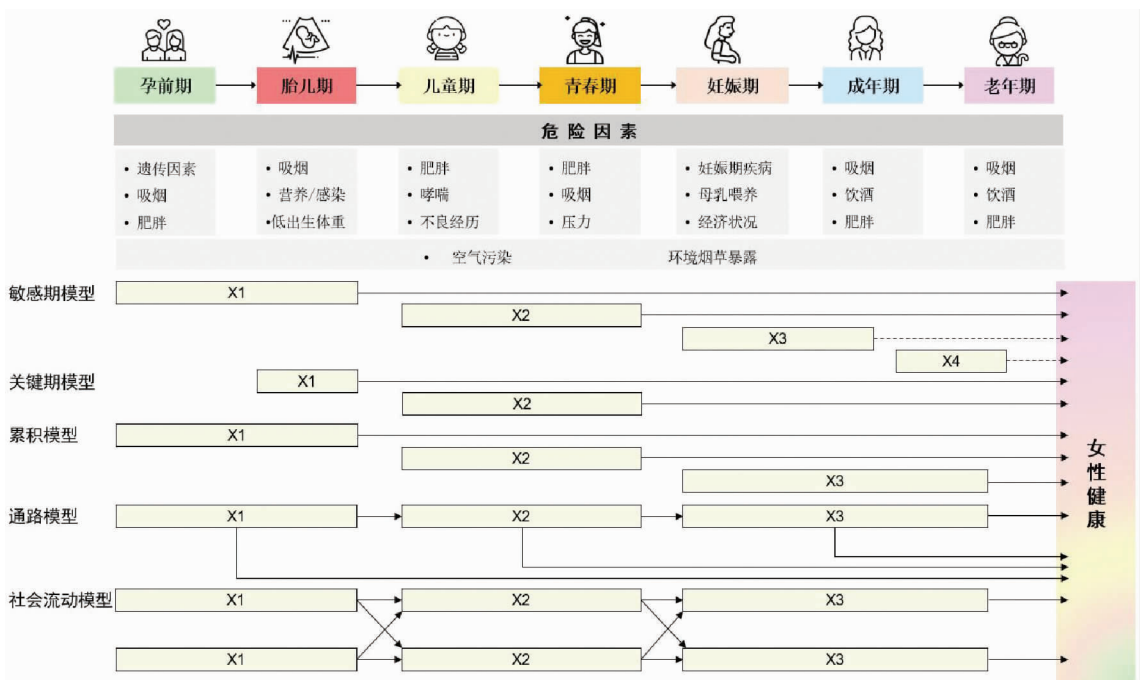 孕前期 胎儿期 儿童期 青春期 妊娠期 成年期 老年期
危险因素
• 遗传因素 • 吸烟 • 肥胖 • 肥胖 • 妊娠期疾病 • 吸烟 • 吸烟
• 吸烟 • 营养/感染 • 哮喘 • 吸烟 • 母乳喂养 • 饮酒 • 饮酒
• 肥胖 •低出生体重 • 不良经历 • 压力 • 经济状况 • 肥胖 • 肥胖
• 空气污染 环境烟草暴露
敏感期模型 X1
X2
X3
X4
关键期模型 X1
X2
累积模型 X1
X2
X3
通路模型 X1 X2 X3
社会流动模型 X1 X2 X3
X1 X2 X3
女性健康